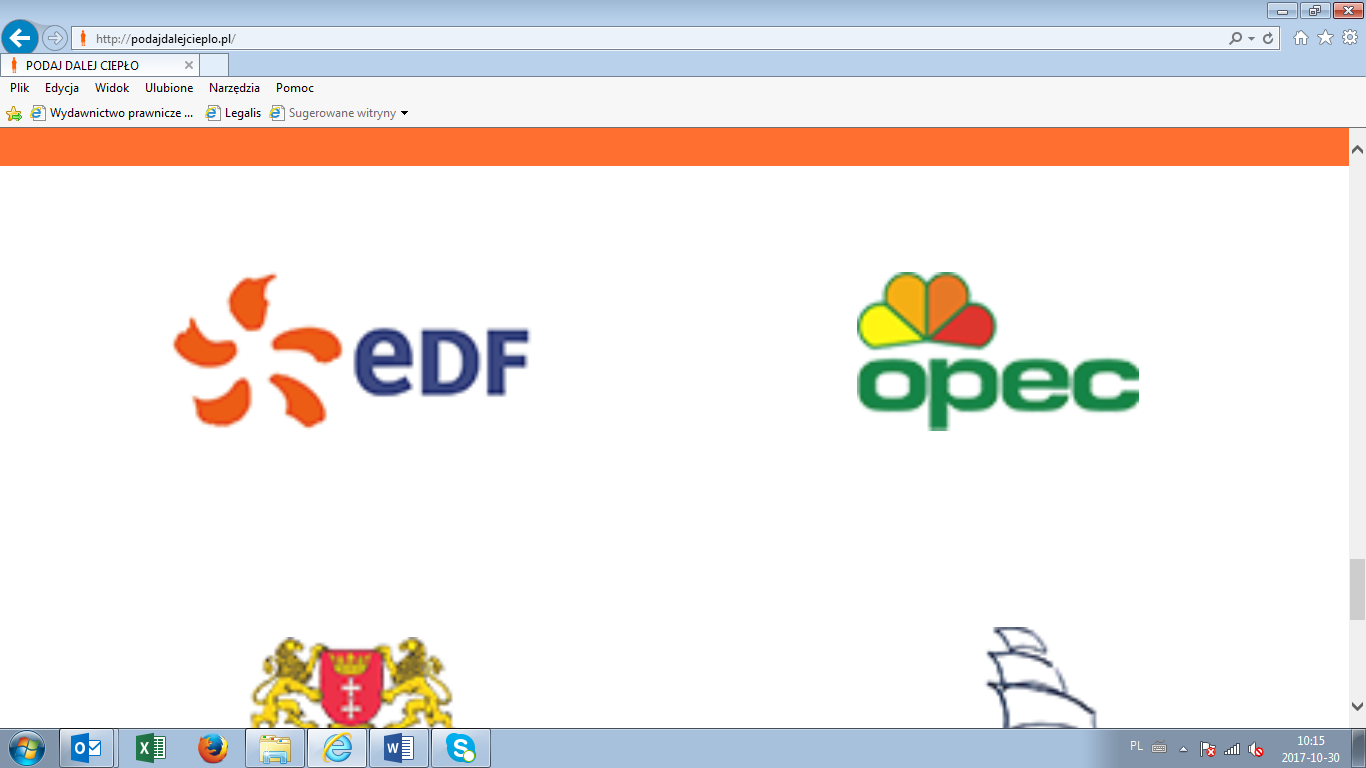 http://podajdalejcieplo.pl/
PODAJ DALEJ CIEPŁO
Plik Edycja Widok Ulubione Narzędzia Pomoc
Wydawnictwo prawnicze ... Legalis Sugerowane witryny
eDF
opec
PL
10:15
2017-10-30